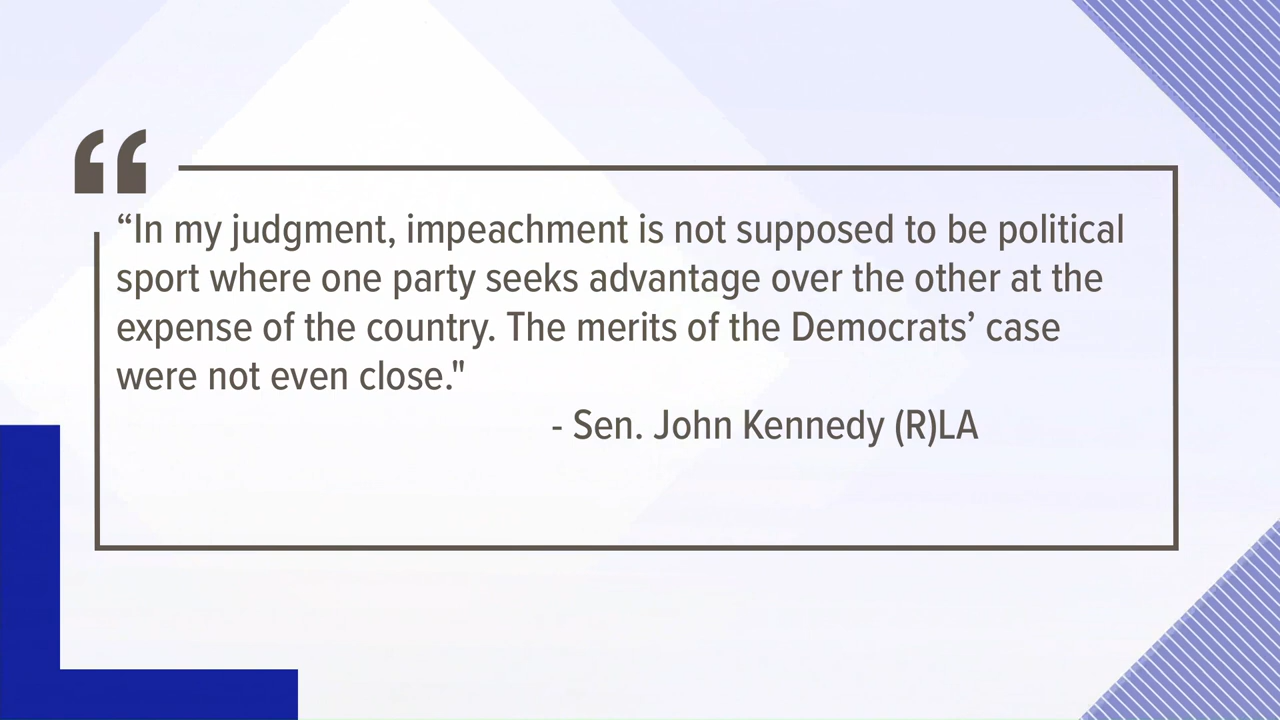 “In my judgment, impeachment is not supposed to be political
sport where one party seeks advantage over the other at the
expense of the country. The merits of the Democrats’ case
were not even close."
- Sen. John Kennedy (R)LA